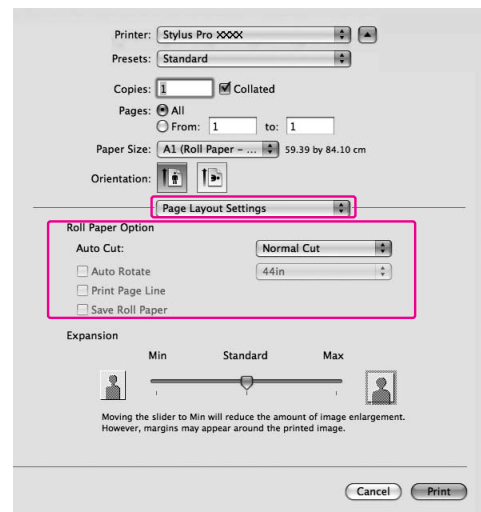 Printer: Stylus Pro XXXX
Presets: Standard
Copies: 1 Collated
Pages: All
From: 1 to: 1
Paper Size: A1 (Roll Paper – ... 59.39 by 84.10 cm
Orientation:
Page Layout Settings
Roll Paper Option
Auto Cut: Normal Cut
Auto Rotate 44in
Print Page Line
Save Roll Paper
Expansion
Min Standard Max
Moving the slider to Min will reduce the amount of image enlargement.
However, margins may appear around the printed image.
Cancel Print